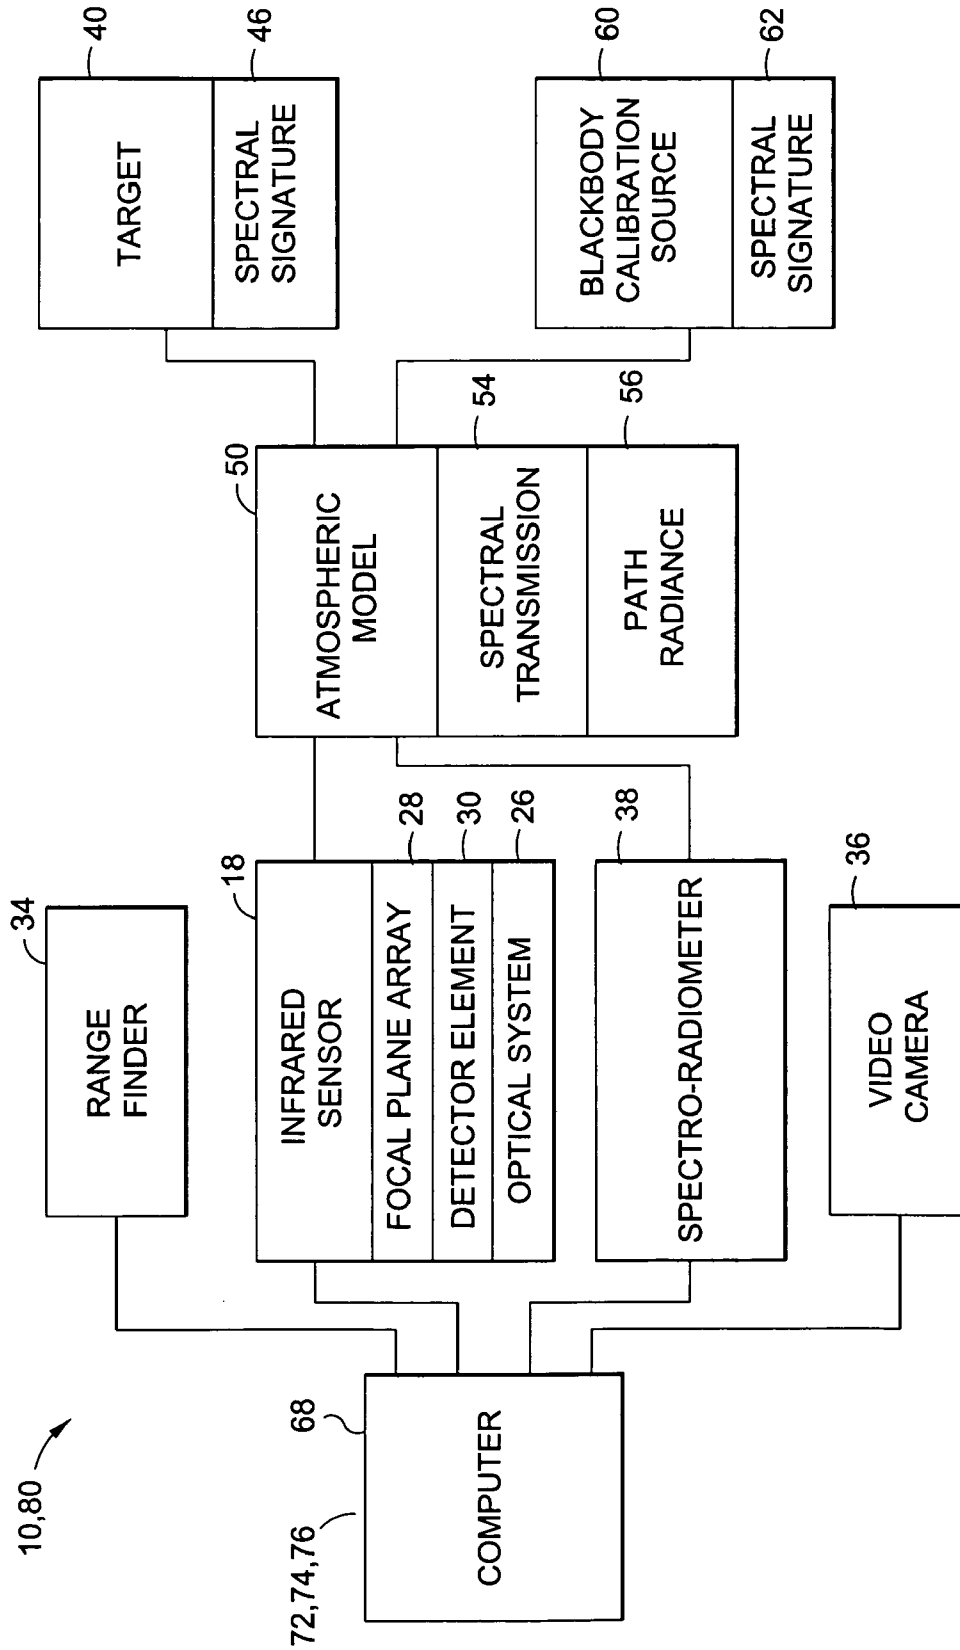 10,80
72,74,76
68
COMPUTER
34
RANGE
FINDER
18
INFRARED
SENSOR
FOCAL PLANE ARRAY
28
DETECTOR ELEMENT
30
OPTICAL SYSTEM
26
SPECTRO-RADIOMETER
38
VIDEO
CAMERA
36
50
ATMOSPHERIC
MODEL
SPECTRAL
TRANSMISSION
54
PATH
RADIANCE
56
TARGET
40
SPECTRAL
SIGNATURE
46
BLACKBODY
CALIBRATION
SOURCE
60
SPECTRAL
SIGNATURE
62